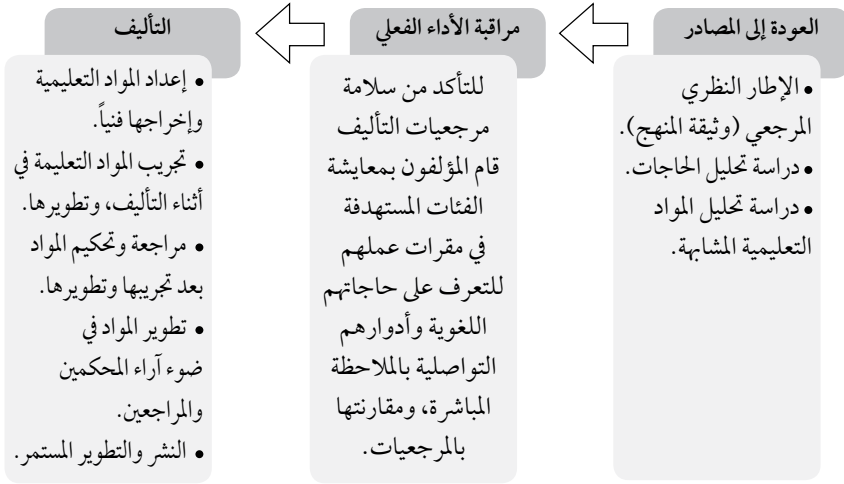 العودة إلى المصادر
• الإطار النظري
المرجعي (وثيقة المنهج).
• دراسة تحليل الحاجات.
• دراسة تحليل المواد
التعليمية المشابهة.
مراقبة الأداء الفعلي
للتأكد من سلامة
مرجعيات التأليف
قام المؤلفون بمعايشة
الفئات المستهدفة
في مقرات عملهم
للتعرف على حاجاتهم
اللغوية وأدوارهم
التواصلية بالملاحظة
المباشرة، ومقارنتها
بالمرجعيات.
التأليف
• إعداد المواد التعليمية
وإخراجها فنياً.
• تجريب المواد التعليمة في
أثناء التأليف، وتطويرها.
• مراجعة وتحكيم المواد
بعد تجريبها وتطويرها.
• تطوير المواد في
ضوء آراء المحكمين
والمراجعين.
• النشر والتطوير المستمر.